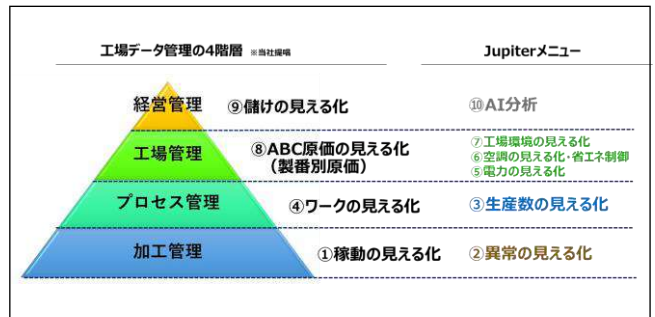 工場データ管理の4階層 ※当社提唱
Jupiterメニュー
経営管理
⑨儲けの見える化
⑩AI分析
工場管理
⑧ABC原価の見える化
（製番別原価）
⑦工場環境の見える化
⑥空調の見える化・省エネ制御
⑤電力の見える化
プロセス管理
④ワークの見える化
③生産数の見える化
加工管理
①稼動の見える化
②異常の見える化